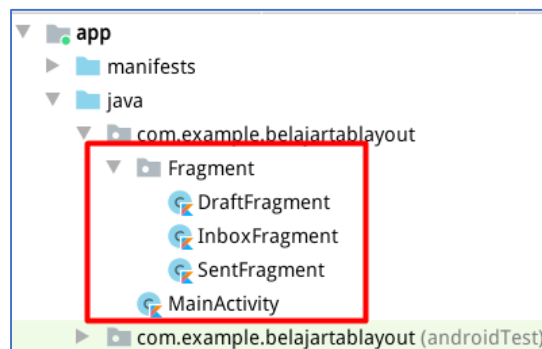 app
manifests
java
com.example.belajartablayout
Fragment
DraftFragment
InboxFragment
SentFragment
MainActivity
com.example.belajartablayout (androidTest)